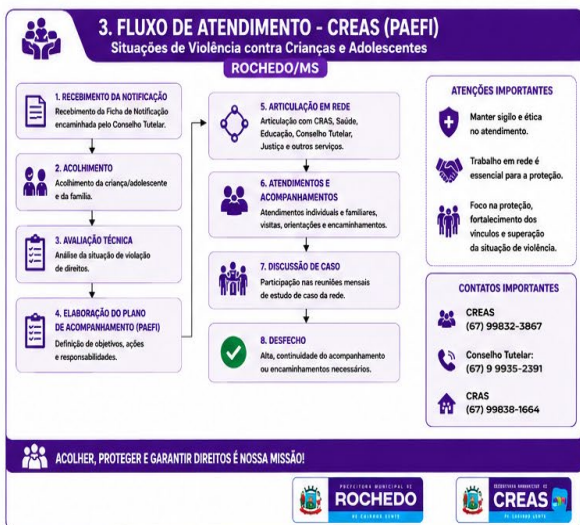 3. FLUXO DE ATENDIMENTO - CREAS (PAEFI)
Situações de Violência contra Crianças e Adolescentes
ROCHEDO/MS
1. RECEBIMENTO DA NOTIFICAÇÃO
Recebimento da Ficha de Notificação
encaminhada pelo Conselho Tutelar.
2. ACOLHIMENTO
Acolhimento da criança/adolescente
e da família.
3. AVALIAÇÃO TÉCNICA
Análise da situação de violação
de direitos.
4. ELABORAÇÃO DO PLANO
DE ACOMPANHAMENTO (PAEFI)
Definição de objetivos, ações
e responsabilidades.
5. ARTICULAÇÃO EM REDE
Articulação com CRAS, Saúde,
Educação, Conselho Tutelar,
Justiça e outros serviços.
6. ATENDIMENTOS E
ACOMPANHAMENTOS
Atendimentos individuais e familiares,
visitas, orientações e encaminhamentos.
7. DISCUSSÃO DE CASO
Participação nas reuniões mensais
de estudo de caso da rede.
8. DESFECHO
Alta, continuidade do acompanhamento
ou encaminhamentos necessários.
ATENÇÕES IMPORTANTES
Manter sigilo e ética
no atendimento.
Trabalho em rede é
essencial para a proteção.
Foco na proteção,
fortalecimento dos
vínculos e superação
da situação de violência.
CONTATOS IMPORTANTES
CREAS
(67) 99832-3867
Conselho Tutelar:
(67) 9 9935-2391
CRAS
(67) 99838-1664
ACOLHER, PROTEGER E GARANTIR DIREITOS É NOSSA MISSÃO!
PREFEITURA MUNICIPAL DE
ROCHEDO
CREAS